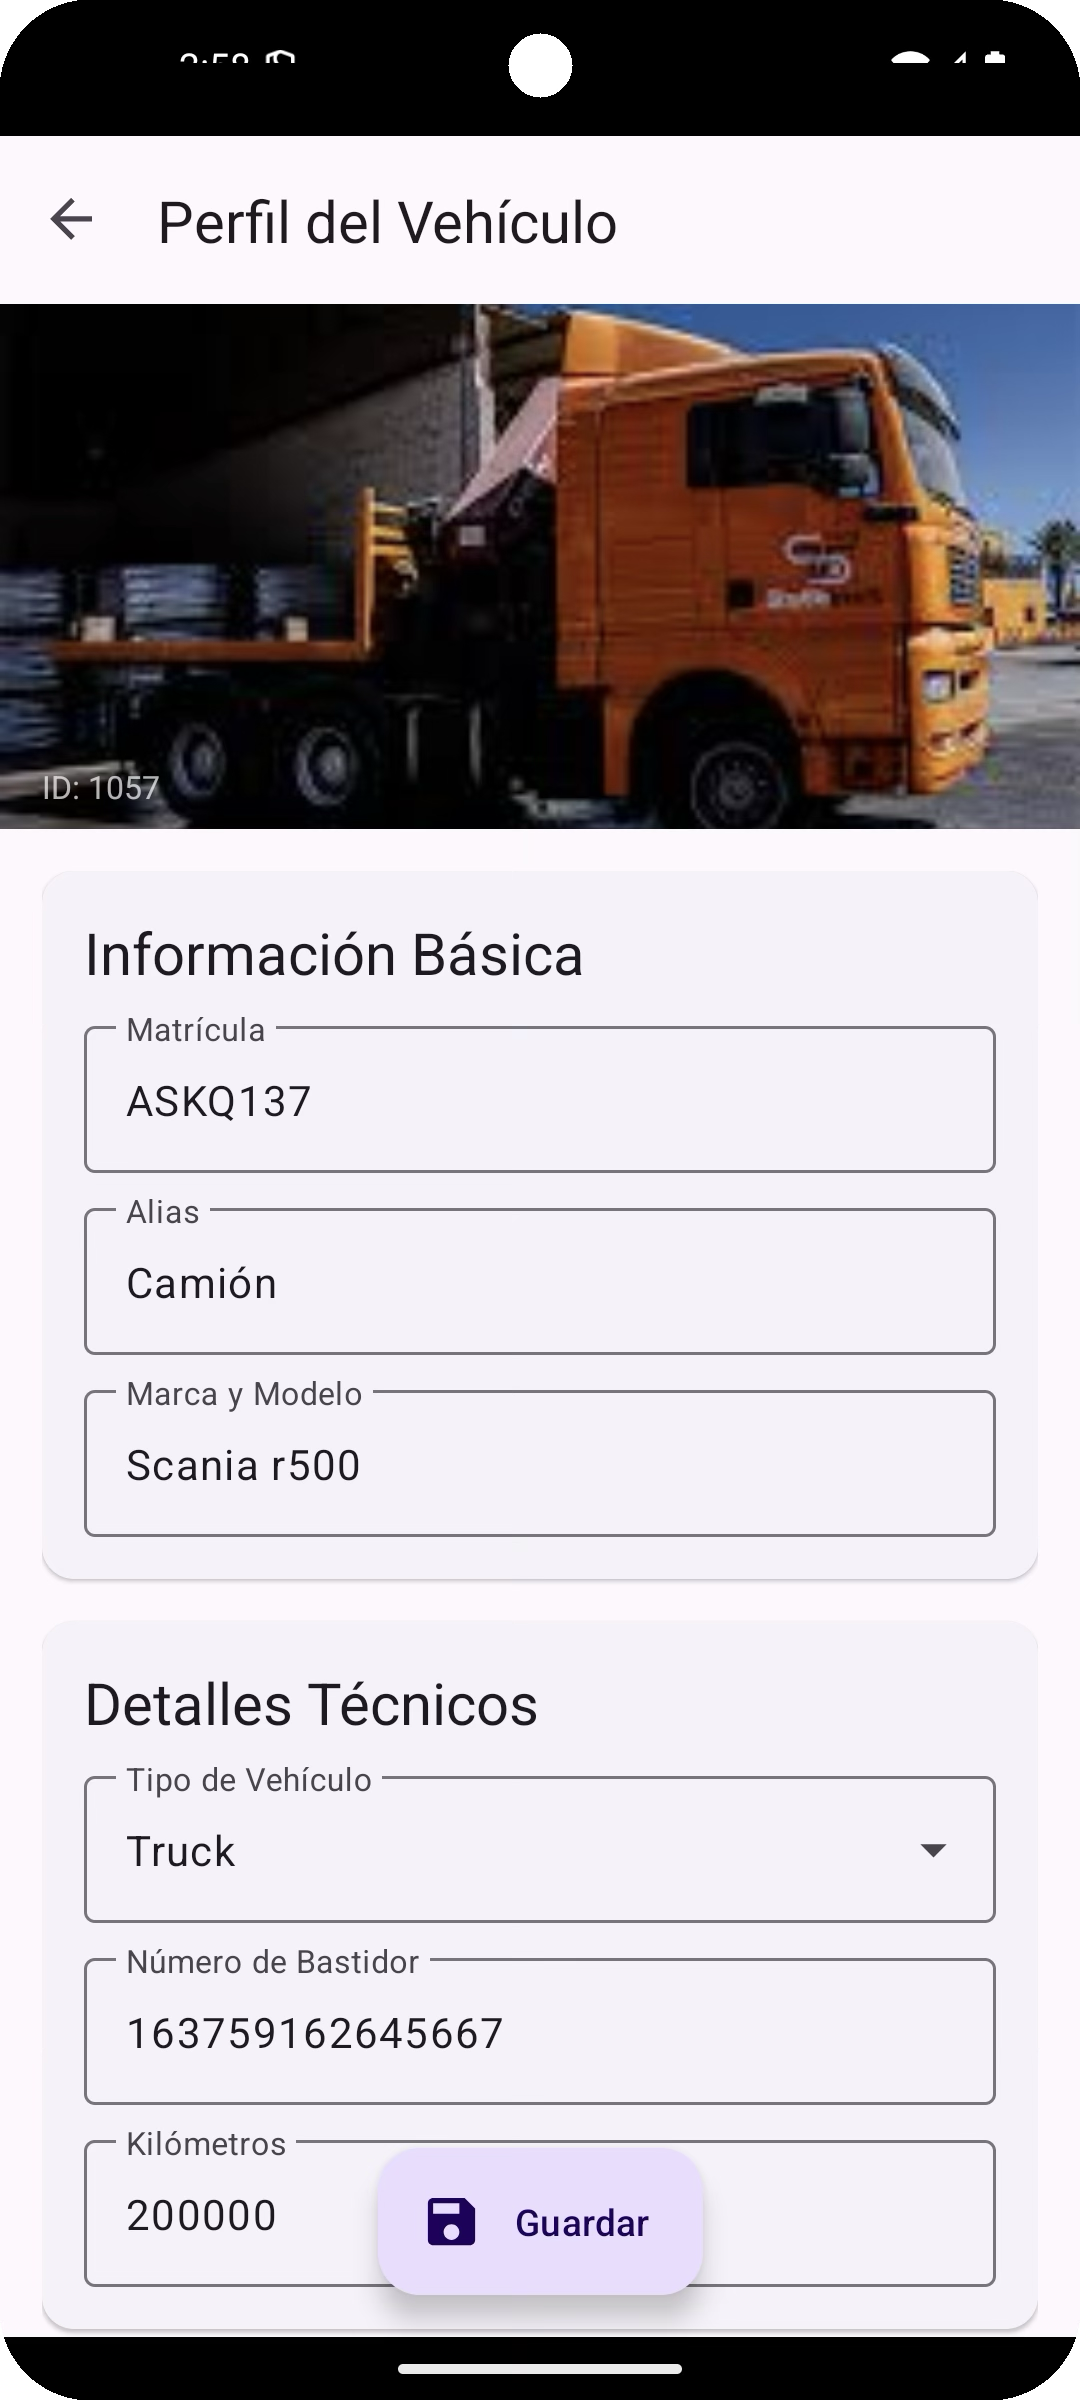 Perfil del Vehículo
ID: 1057
Información Básica
Matrícula
ASKQ137
Alias
Camión
Marca y Modelo
Scania r500
Detalles Técnicos
Tipo de Vehículo
Truck
Número de Bastidor
163759162645667
Kilómetros
200000
Guardar